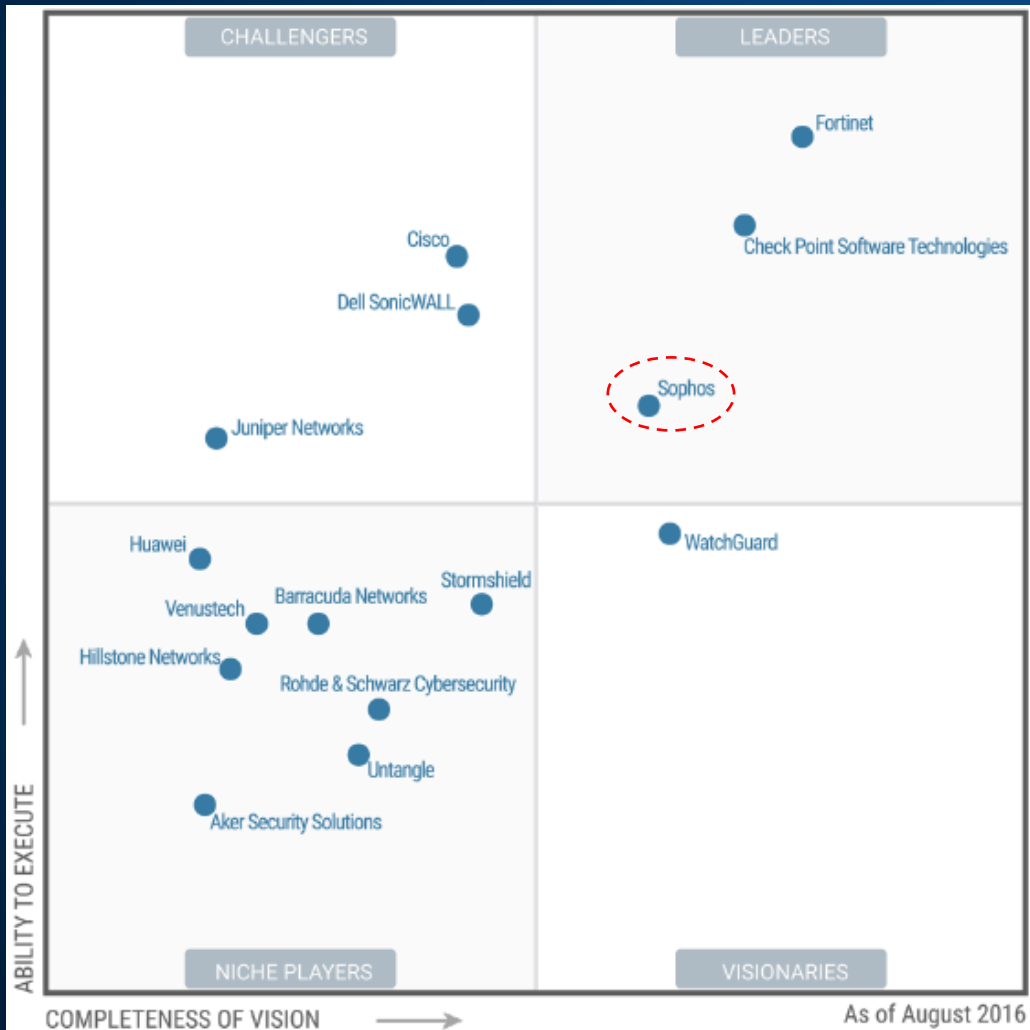 CHALLENGERS
LEADERS
Fortinet
Cisco
Check Point Software Technologies
Dell SonicWALL
Sophos
Juniper Networks
Huawei
WatchGuard
Stormshield
Barracuda Networks
Venustech
Hillstone Networks
Rohde & Schwarz Cybersecurity
Untangle
Aker Security Solutions
ABILITY TO EXECUTE
NICHE PLAYERS
VISIONARIES
COMPLETENESS OF VISION
As of August 2016